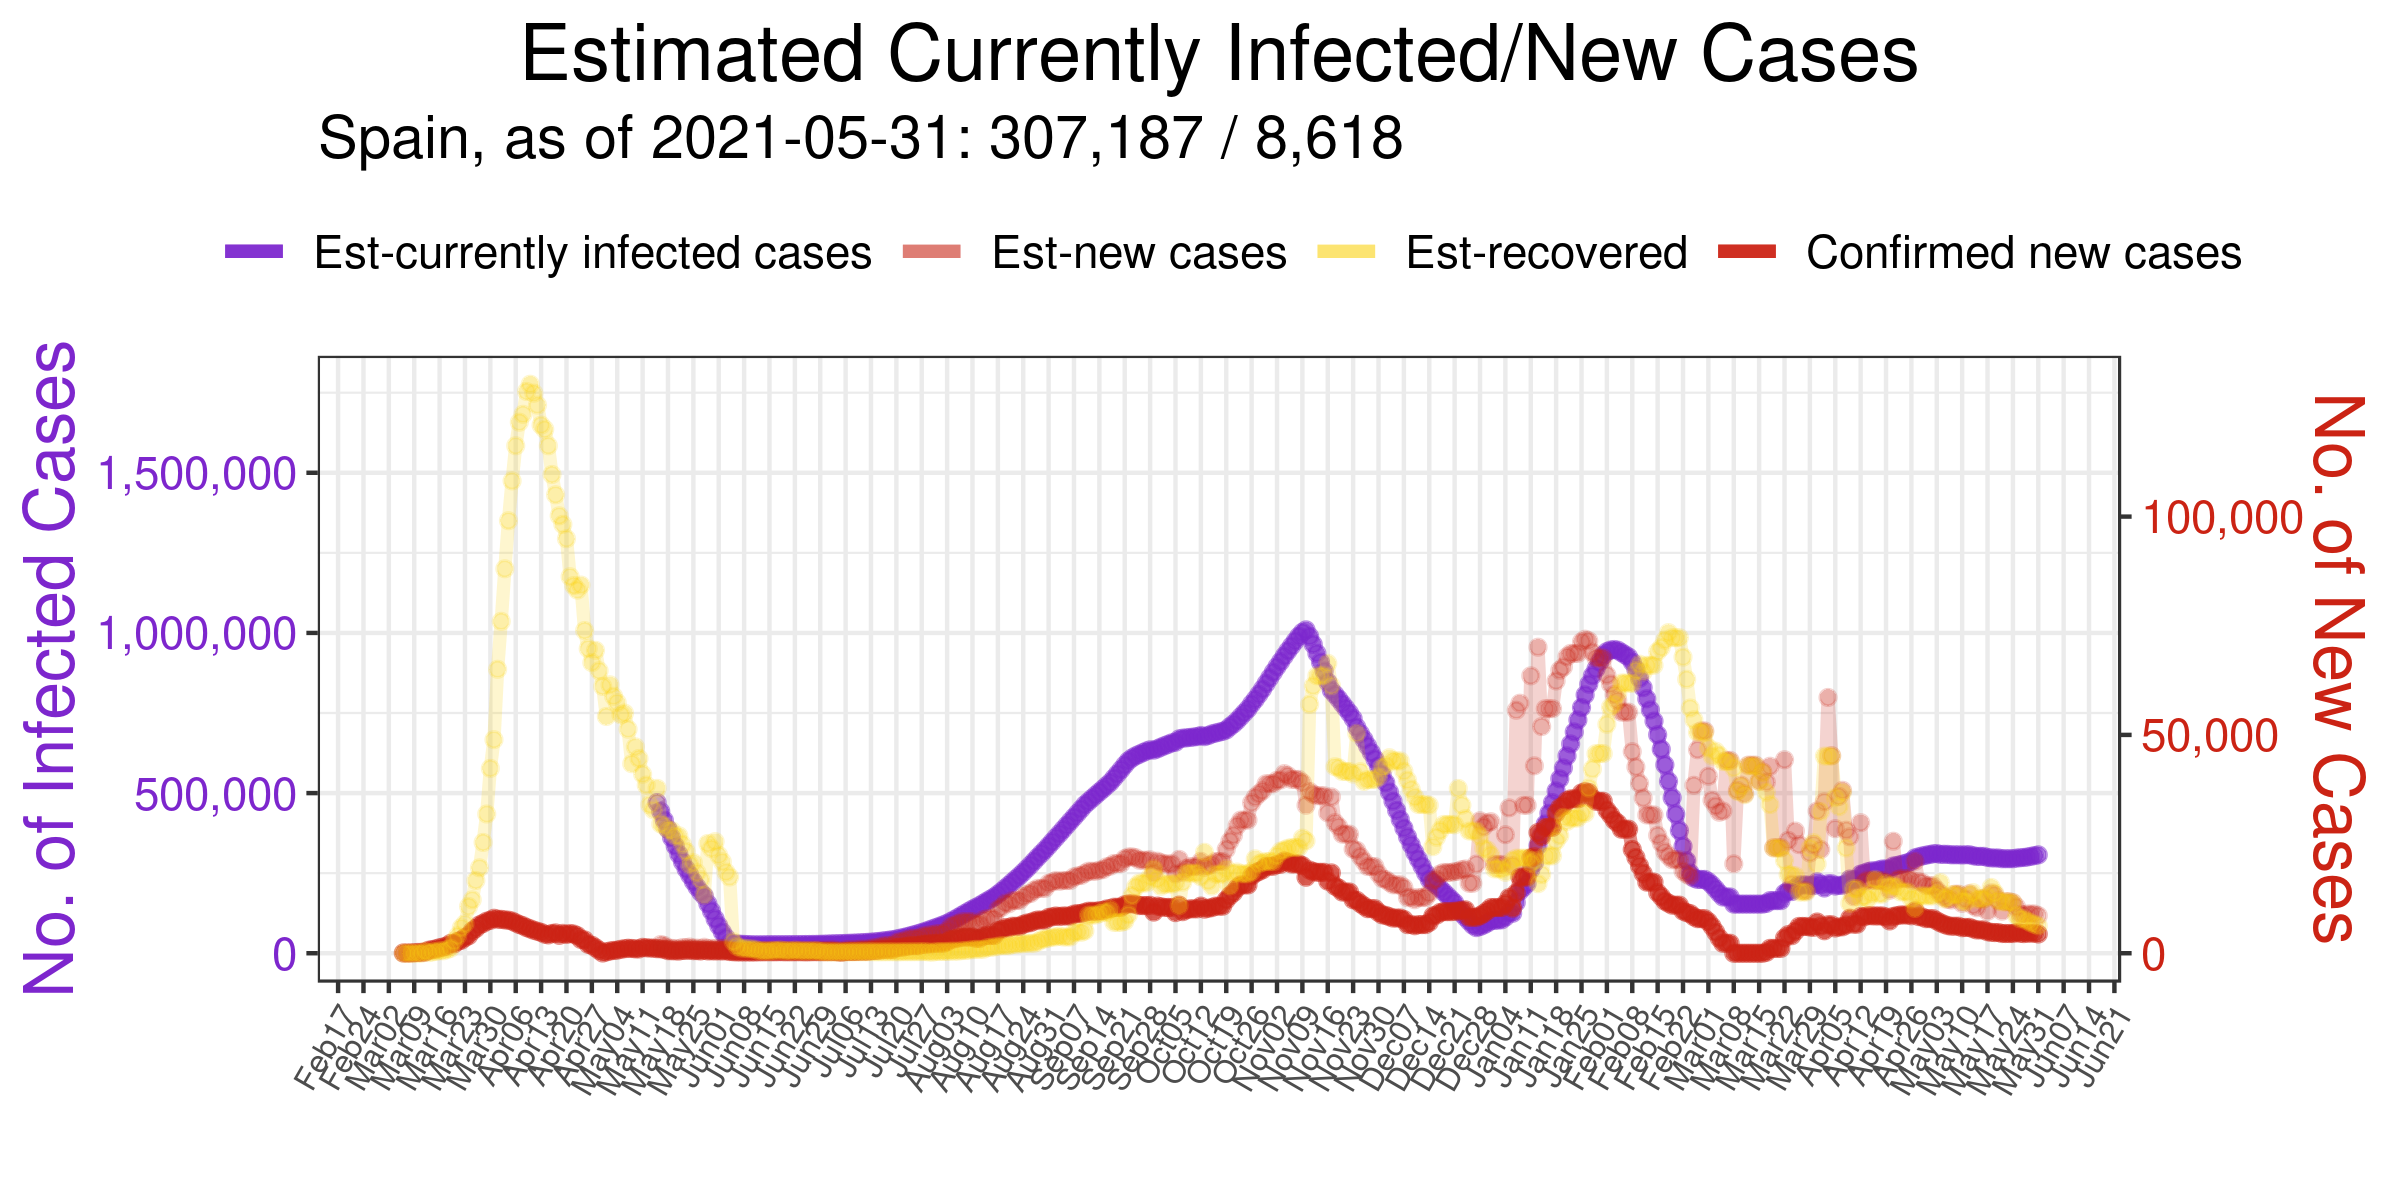 Estimated Currently Infected/New Cases
Spain, as of 2021-05-31: 307,187 / 8,618
Est-currently infected cases Est-new cases Est-recovered Confirmed new cases
No. of Infected Cases
1,500,000
1,000,000
500,000
0
100,000
50,000
0
No. of New Cases
Feb17
Feb24
Mar02
Mar09
Mar16
Mar23
Mar30
Apr06
Apr13
Apr20
Apr27
May04
May11
May18
May25
Jun01
Jun08
Jun15
Jun22
Jun29
Jul06
Jul13
Jul20
Jul27
Aug03
Aug10
Aug17
Aug24
Aug31
Sep07
Sep14
Sep21
Sep28
Oct05
Oct12
Oct19
Oct26
Nov02
Nov09
Nov16
Nov23
Nov30
Dec07
Dec14
Dec21
Dec28
Jan04
Jan11
Jan18
Jan25
Feb01
Feb08
Feb15
Feb22
Mar01
Mar08
Mar15
Mar22
Mar29
Apr05
Apr12
Apr19
Apr26
May03
May10
May17
May24
May31
Jun07
Jun14
Jun21